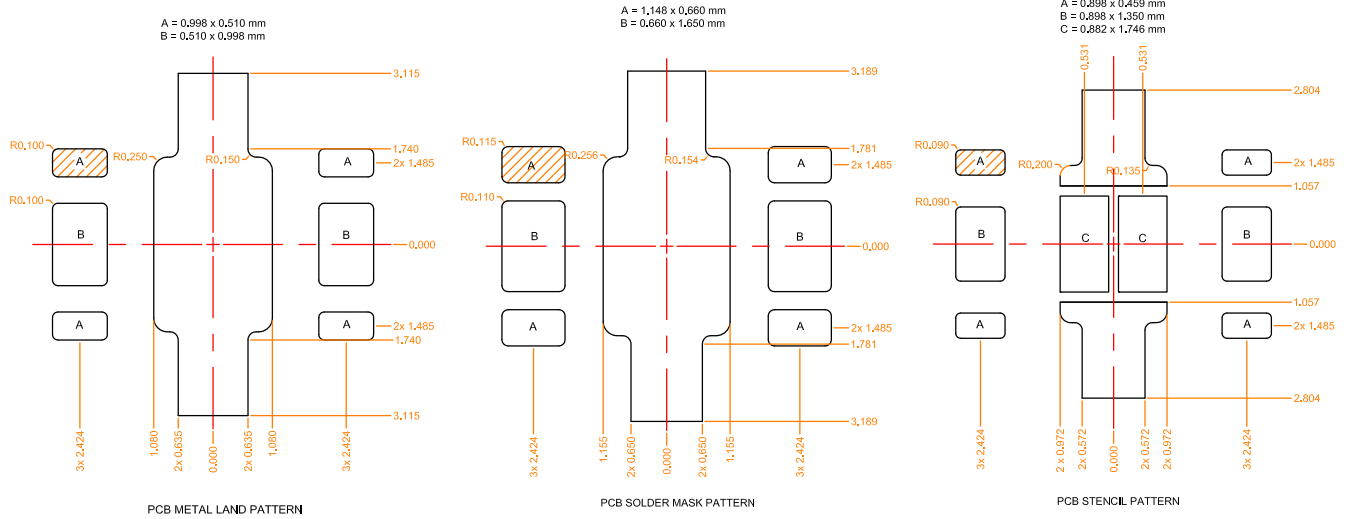 A = 0.998 x 0.510 mm
B = 0.510 x 0.998 mm
3.115
R0.100
A
R0.250
R0.150
A
1.740
2x 1.485
R0.100
B
B
0.000
A
A
2x 1.485
1.740
3.115
3x 2.424
1.080
2x 0.635
0.000
2x 0.635
1.080
3x 2.424
PCB METAL LAND PATTERN
A = 1.148 x 0.660 mm
B = 0.660 x 1.650 mm
3.189
R0.115
A
R0.256
R0.154
A
1.781
2x 1.485
R0.110
B
B
0.000
A
A
2x 1.485
1.781
3.189
3x 2.424
1.155
2x 0.650
0.000
2x 0.650
1.155
3x 2.424
PCB SOLDER MASK PATTERN
A = 0.898 x 0.459 mm
B = 0.898 x 1.350 mm
C = 0.882 x 1.746 mm
0.531
0.531
2.804
R0.090
A
R0.200
R0.135
A
2x 1.485
1.057
R0.090
B
C
C
B
0.000
1.057
A
A
2x 1.485
2.804
3x 2.424
2 x 0.972
2x 0.572
0.000
2x 0.572
2x 0.972
3x 2.424
PCB STENCIL PATTERN